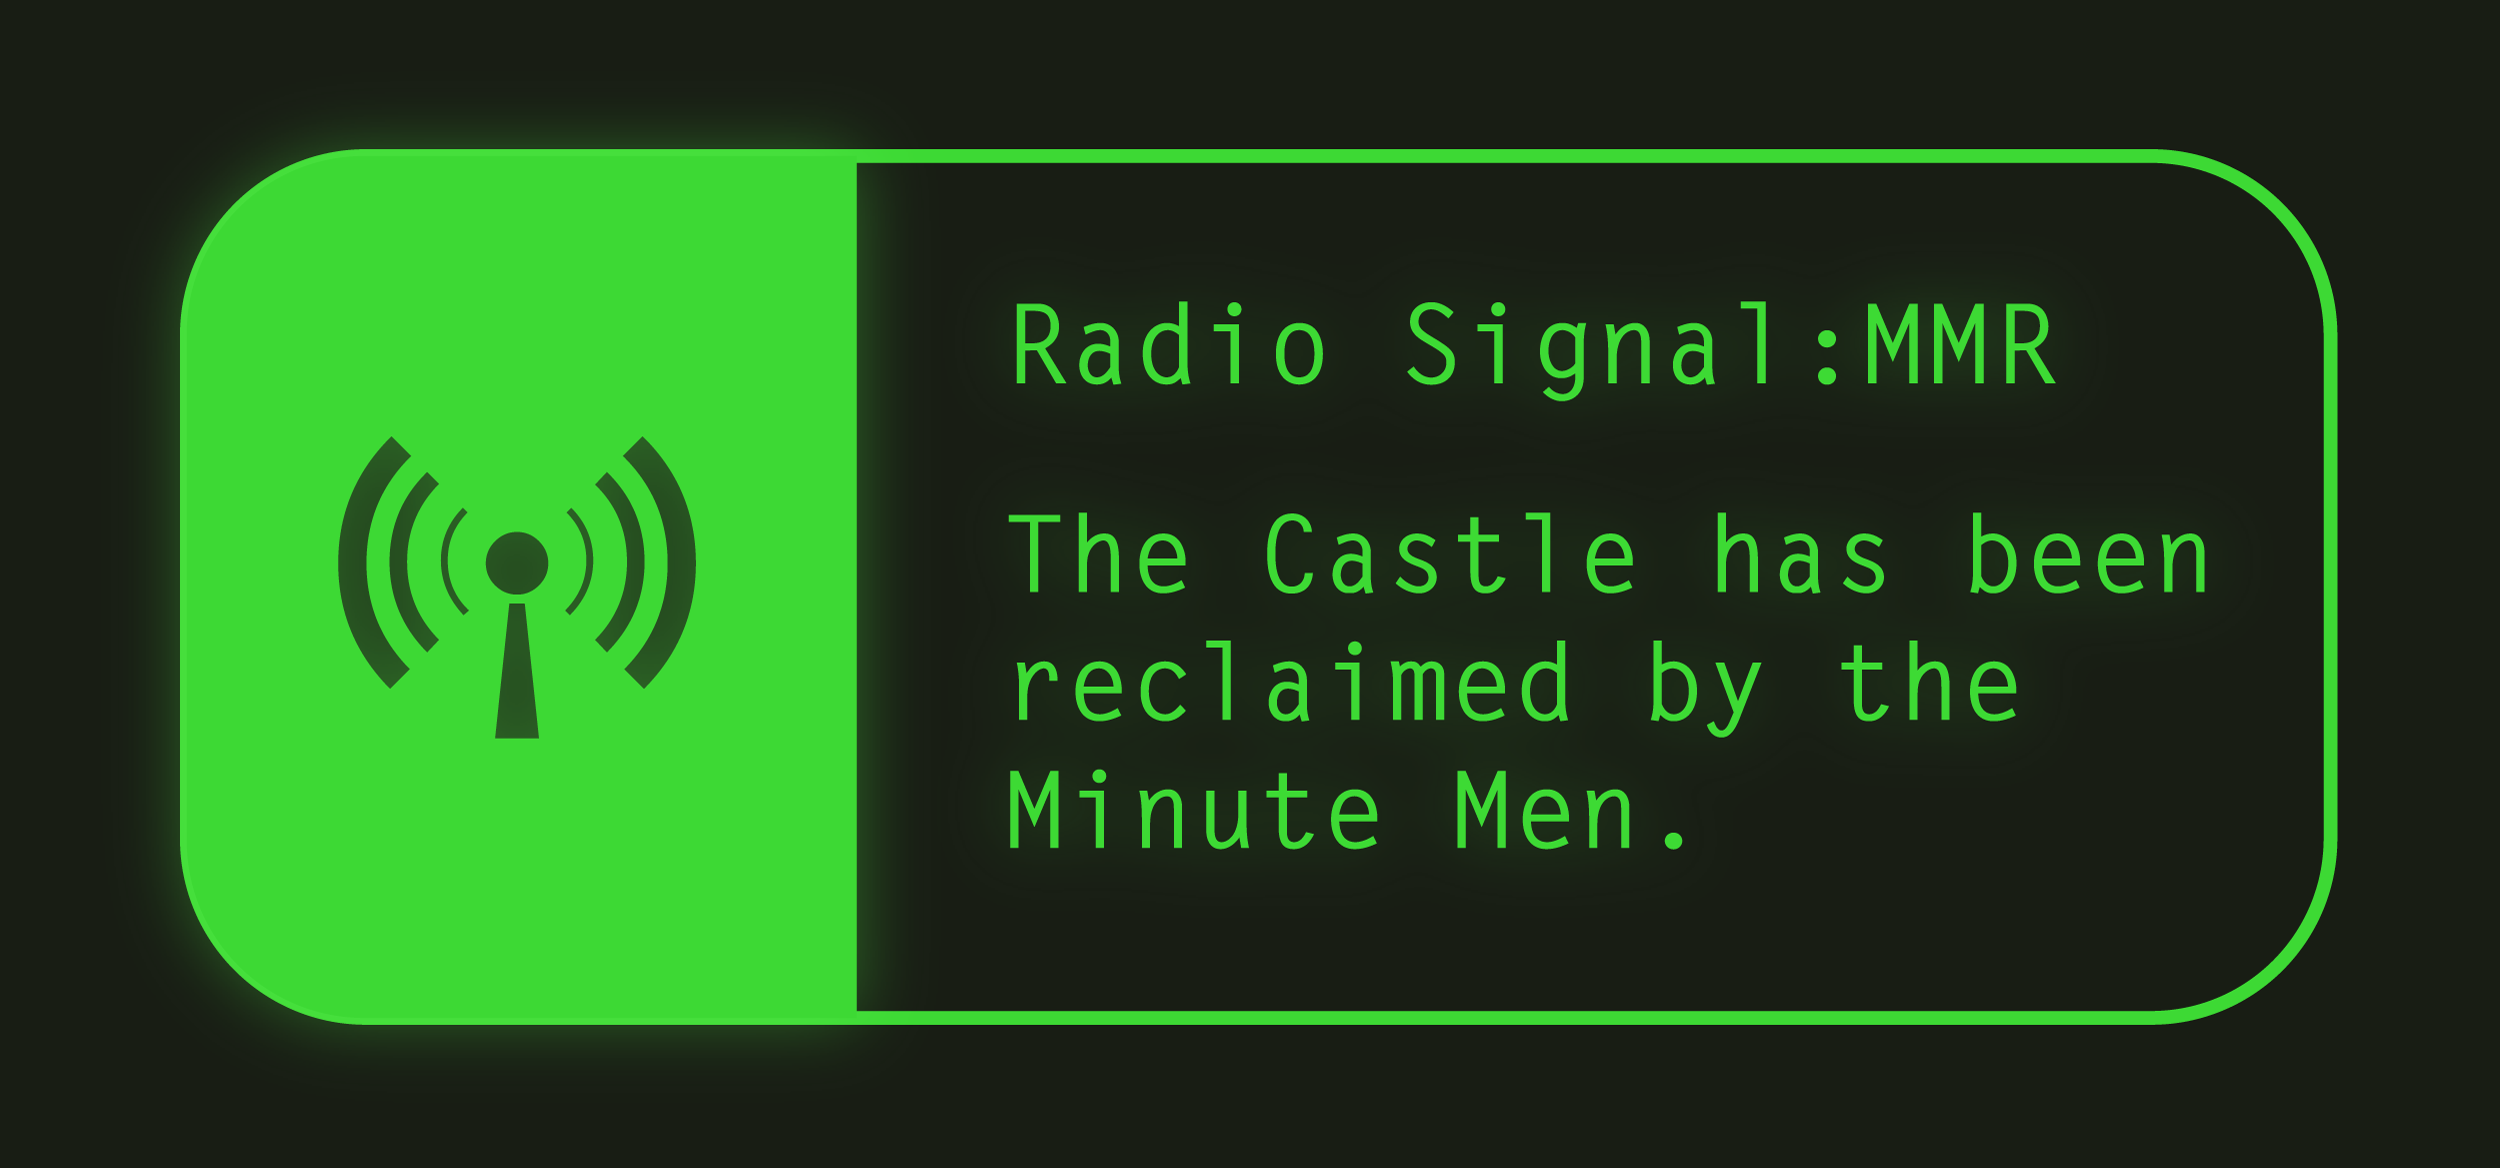 Radio Signal:MMR
The Castle has been
reclaimed by the
Minute Men.